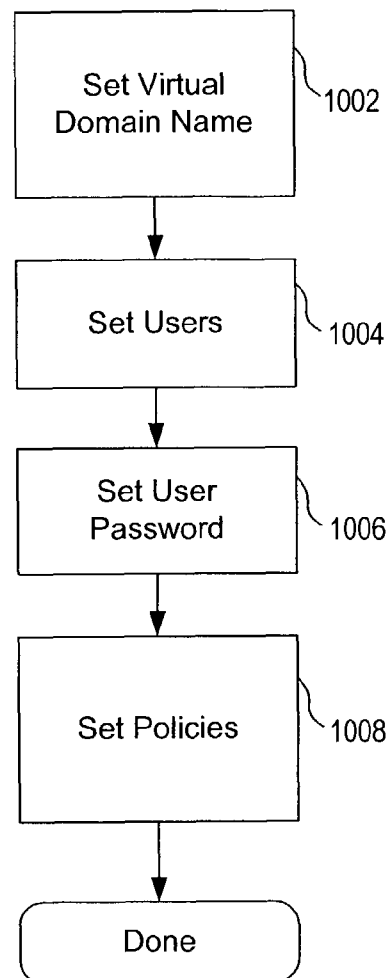 Set Virtual
Domain Name
1002
Set Users
1004
Set User
Password
1006
Set Policies
1008
Done